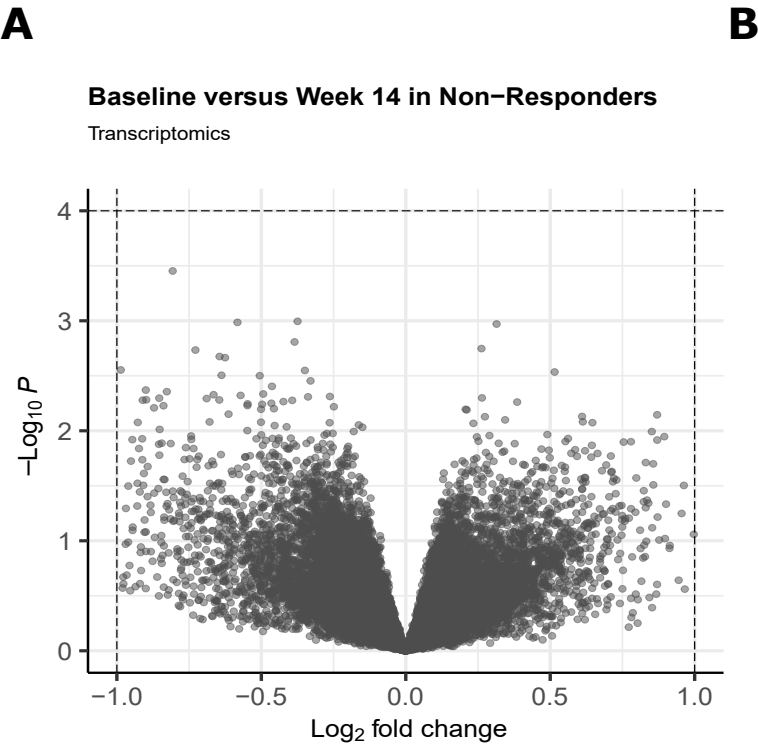 A B
Baseline versus Week 14 in Non−Responders
Transcriptomics
4
3
2
1
0
−Log10 P
−1.0 −0.5 0.0 0.5 1.0
Log2 fold change